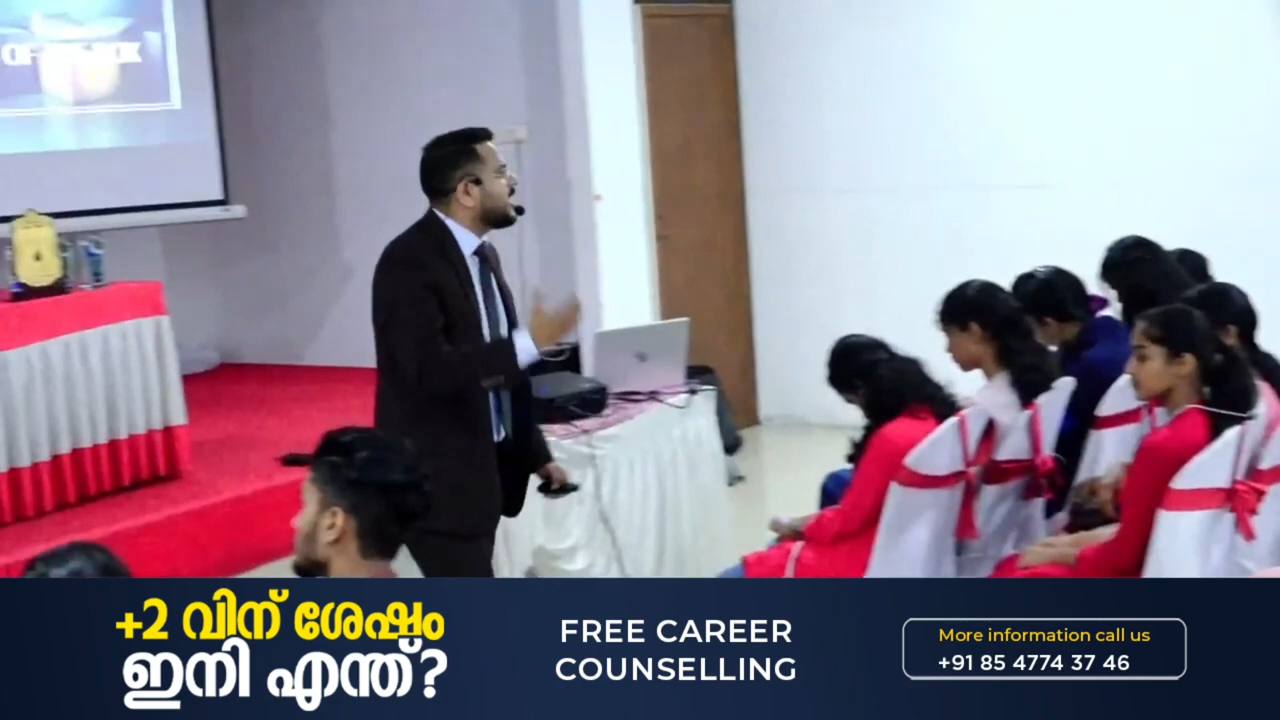 +2 വിന് ശേഷം
ഇനി എന്ത്?
FREE CAREER
COUNSELLING
More information call us
+91 85 4774 37 46